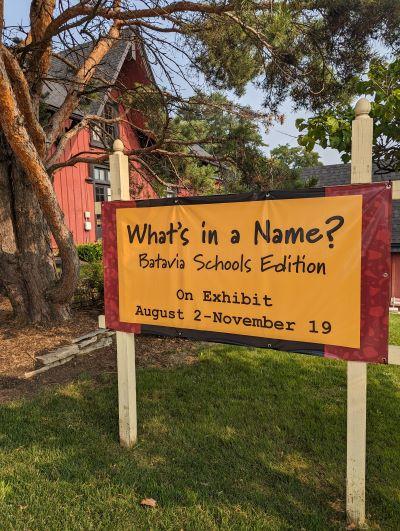 What's in a Name?
Batavia Schools Edition
On Exhibit
August 2-November 19